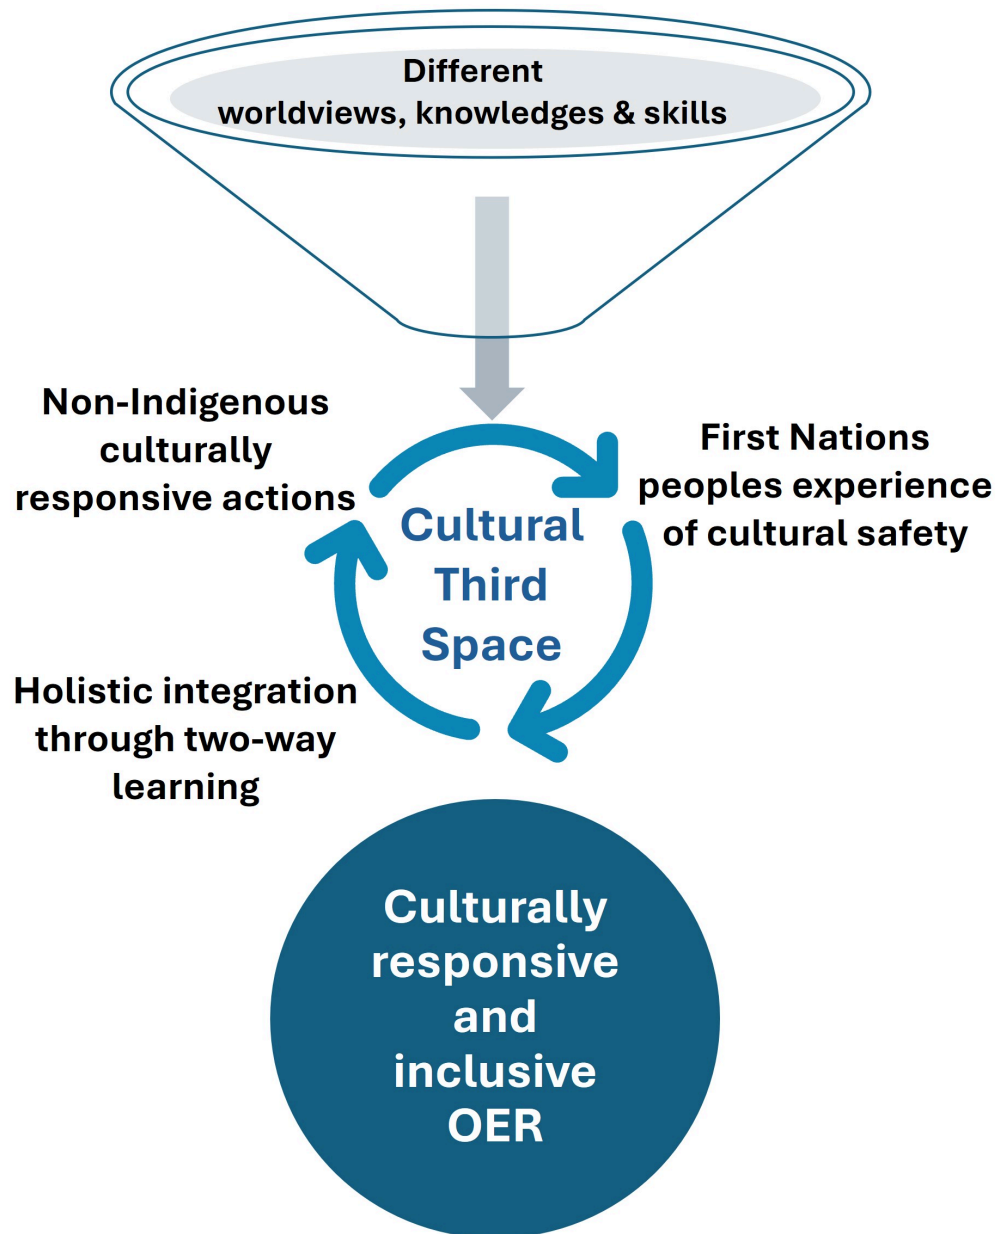 Different
worldviews, knowledges & skills
Non-Indigenous
culturally
responsive actions
First Nations
peoples experience
of cultural safety
Cultural
Third
Space
Holistic integration
through two-way
learning
Culturally
responsive
and
inclusive
OER